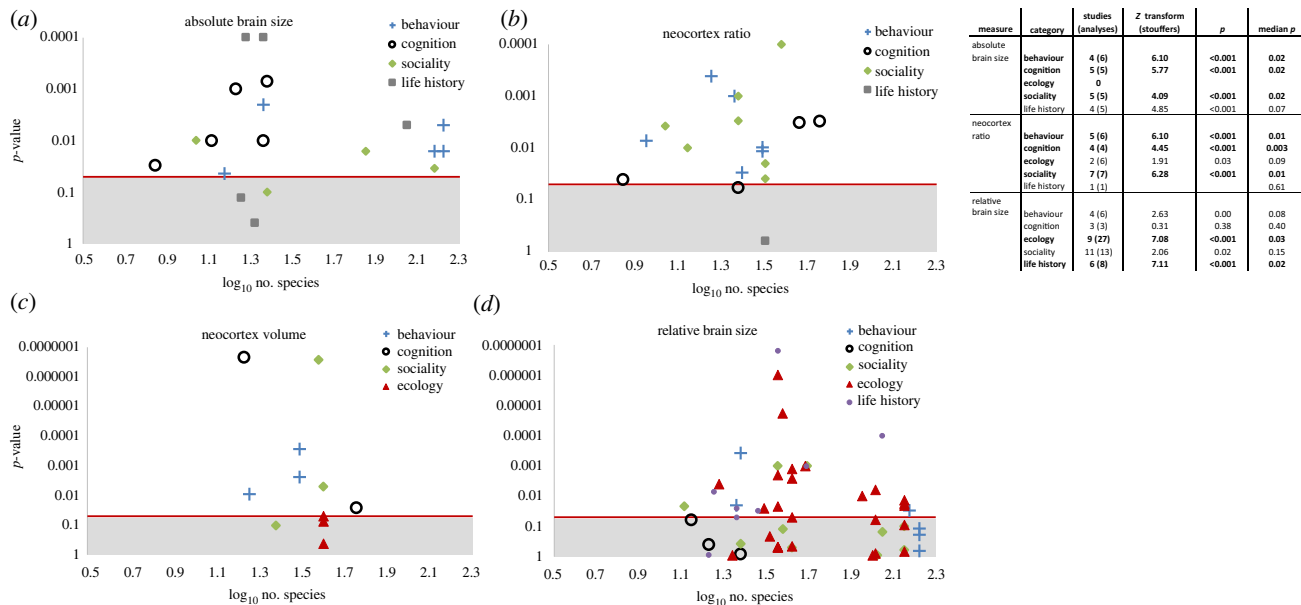 (a)
absolute brain size
behaviour
cognition
sociality
life history
p-value
0.0001
0.001
0.01
0.1
1
0.5 0.7 0.9 1.1 1.3 1.5 1.7 1.9 2.1 2.3
log10 no. species
(b)
neocortex ratio
behaviour
cognition
sociality
life history
0.0001
0.001
0.01
0.1
1
0.5 0.7 0.9 1.1 1.3 1.5 1.7 1.9 2.1 2.3
log10 no. species
measure category studies (analyses) Z transform (stouffers) p median p
absolute
brain size behaviour 4 (6) 6.10 <0.001 0.02
cognition 5 (5) 5.77 <0.001 0.02
ecology 0
sociality 5 (5) 4.09 <0.001 0.02
life history 4 (5) 4.85 <0.001 0.07
neocortex
ratio behaviour 5 (6) 6.10 <0.001 0.01
cognition 4 (4) 4.45 <0.001 0.003
ecology 2 (6) 1.91 0.03 0.09
sociality 7 (7) 6.28 <0.001 0.01
life history 1 (1) 0.61
relative
brain size behaviour 4 (6) 2.63 0.00 0.08
cognition 3 (3) 0.31 0.38 0.40
ecology 9 (27) 7.08 <0.001 0.03
sociality 11 (13) 2.06 0.02 0.15
life history 6 (8) 7.11 <0.001 0.02
(c)
neocortex volume
behaviour
cognition
sociality
ecology
p-value
0.0000001
0.000001
0.00001
0.0001
0.001
0.01
0.1
1
0.5 0.7 0.9 1.1 1.3 1.5 1.7 1.9 2.1 2.3
log10 no. species
(d)
relative brain size
behaviour
cognition
sociality
ecology
life history
0.0000001
0.000001
0.00001
0.0001
0.001
0.01
0.1
1
0.5 0.7 0.9 1.1 1.3 1.5 1.7 1.9 2.1 2.3
log10 no. species